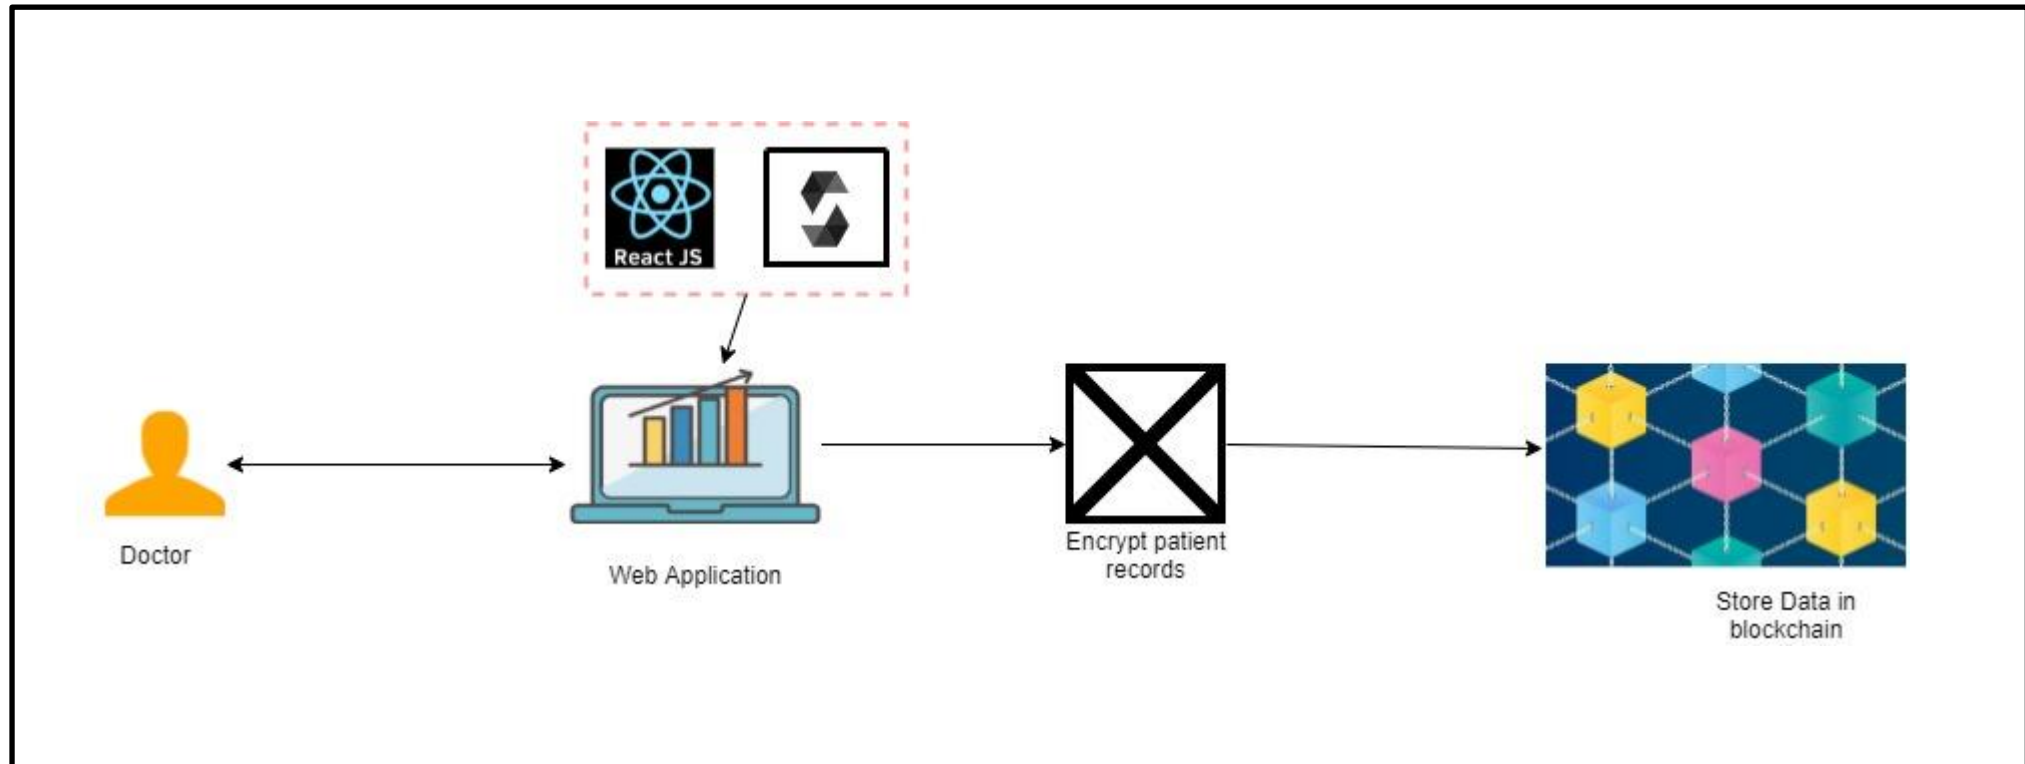 React JS
Doctor
Web Application
Encrypt patient
records
Store Data in
blockchain